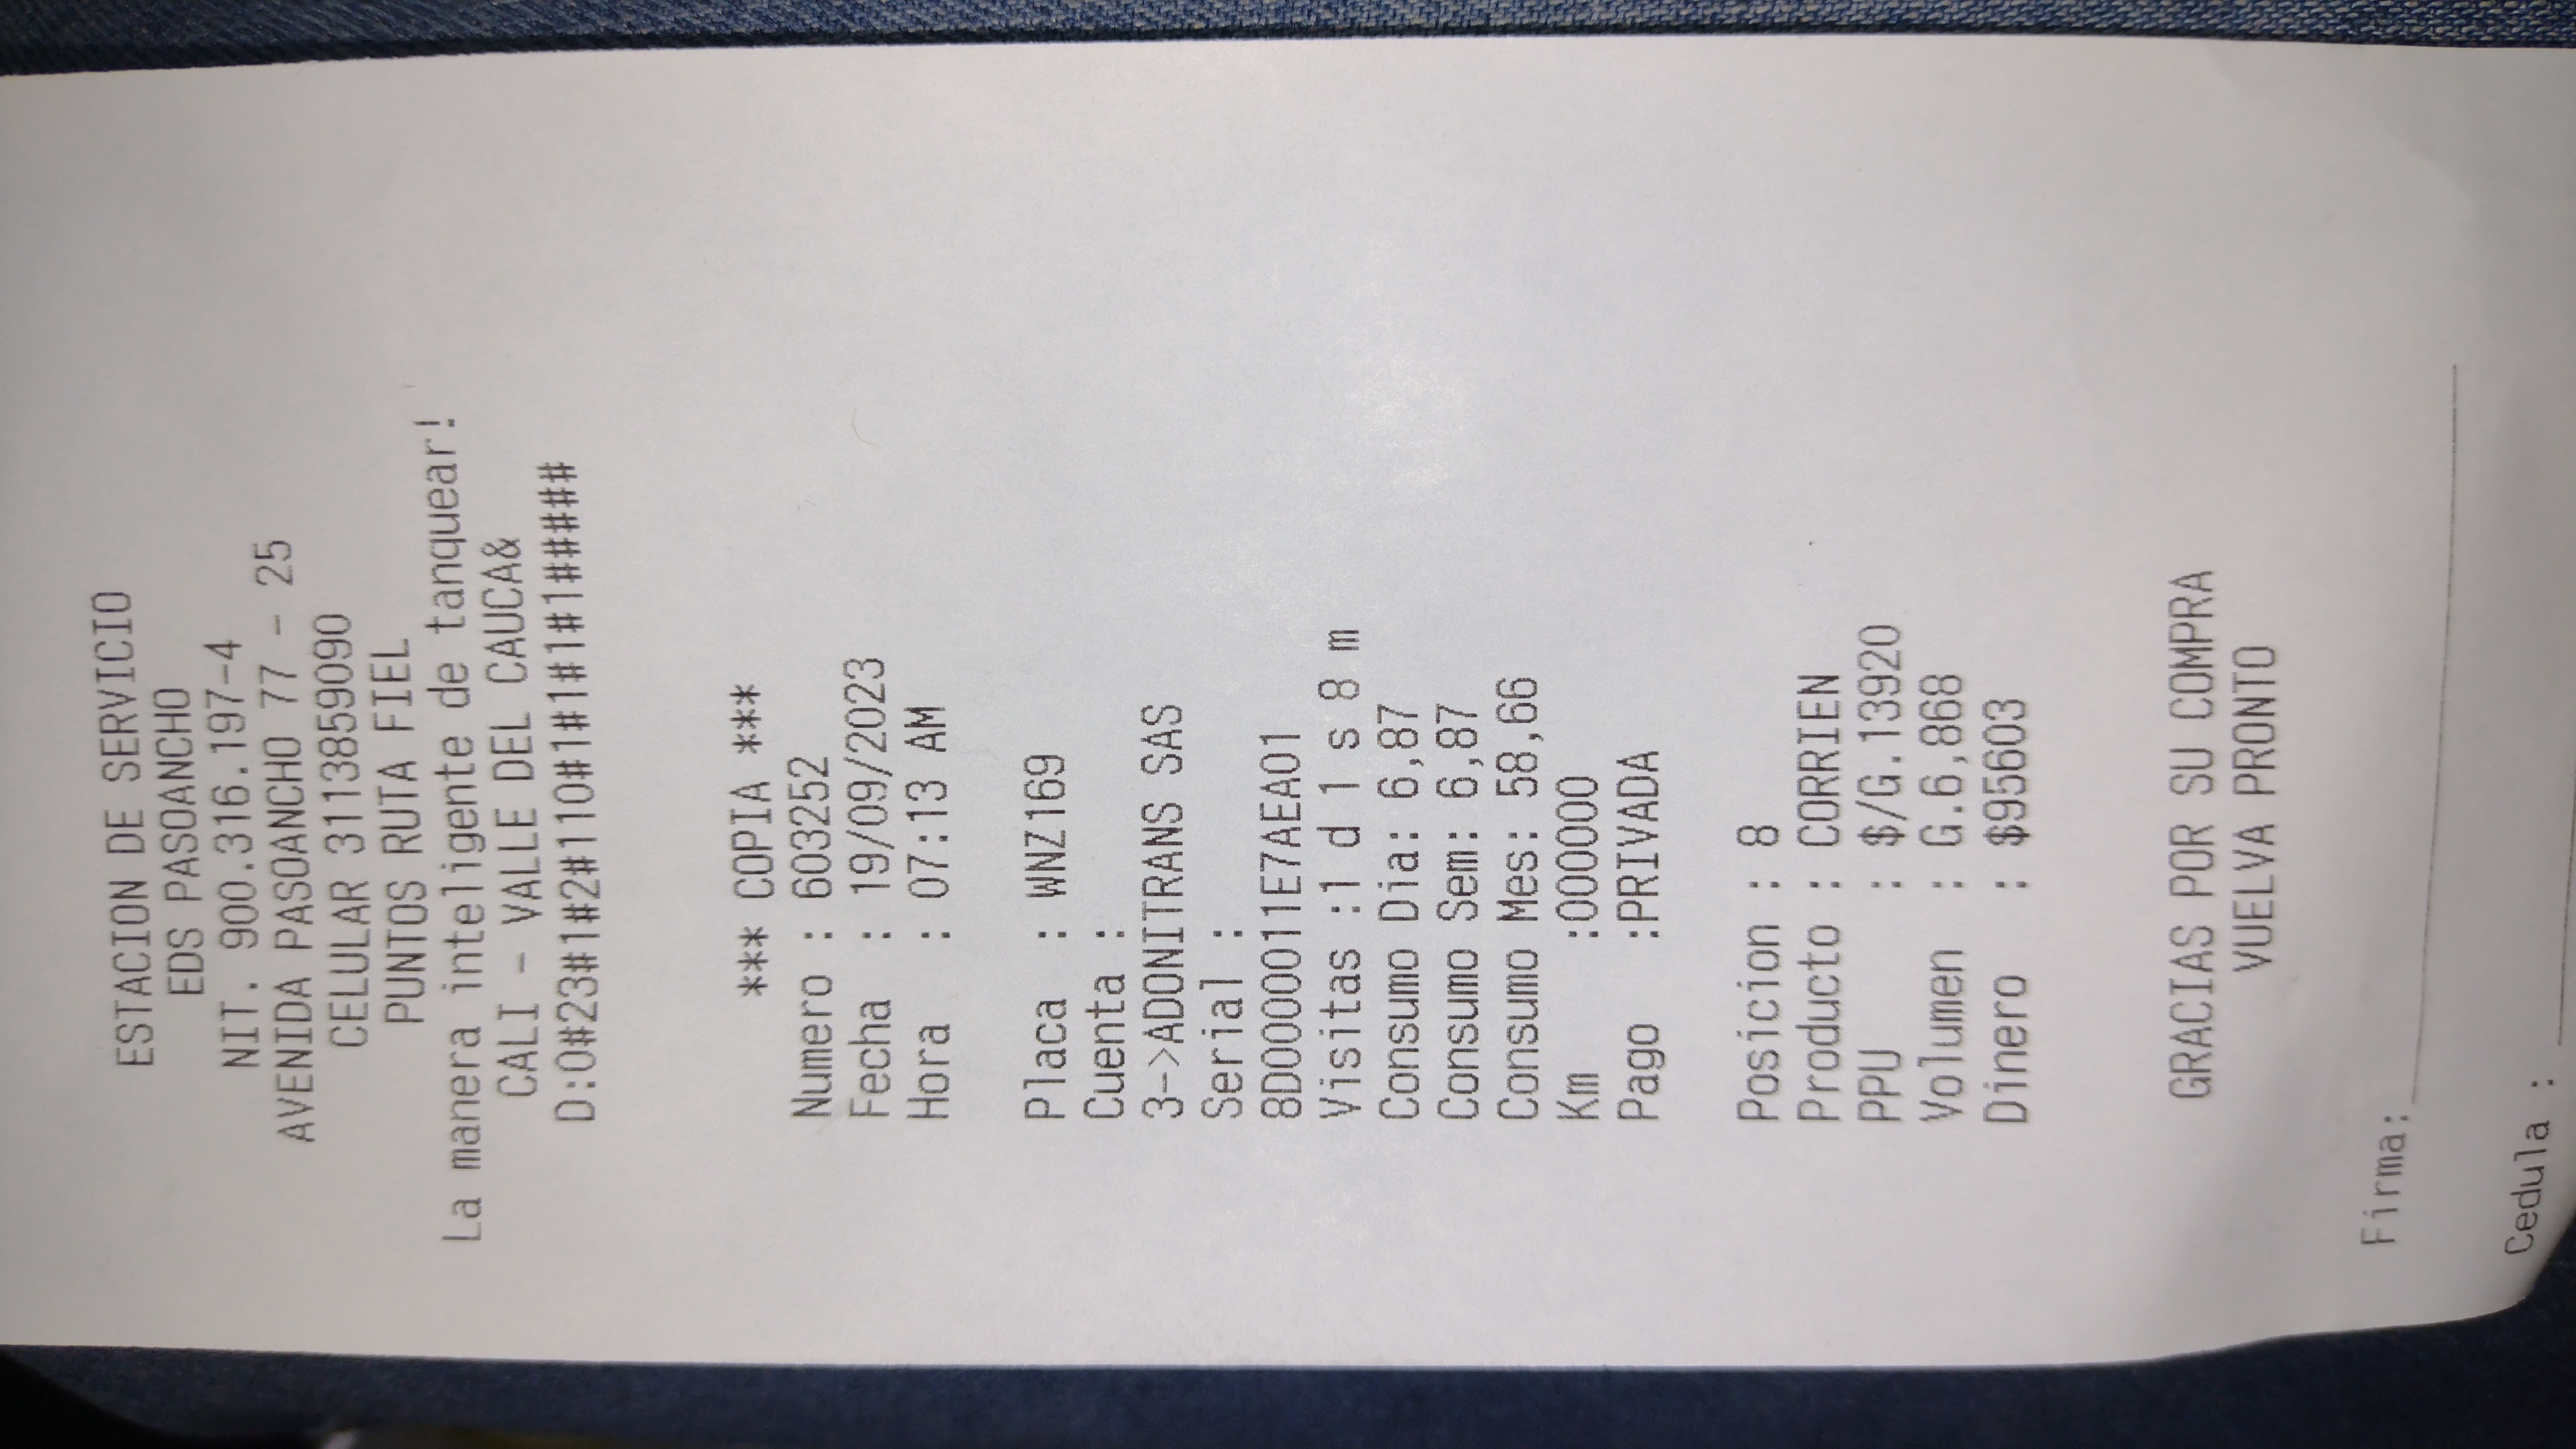 ESTACION DE SERVICIO
EDS PASOANCHO
NIT. 900.316.197-4
AVENIDA PASOANCHO 77 - 25
CELULAR 3113859090
PUNTOS RUTA FIEL
La manera inteligente de tanquear!
CALI - VALLE DEL CAUCA&
D:0#23#1#2#110#1#1#1#1#####
*** COPIA ***
Numero : 603252
Fecha : 19/09/2023
Hora : 07:13 AM
Placa : WNZ169
Cuenta :
3->ADONITRANS SAS
Serial :
8D000011E7AEA01
Visitas :1 d 1 s 8 m
Consumo Dia: 6,87
Consumo Sem: 6,87
Consumo Mes: 58,66
Km :000000
Pago :PRIVADA
Posicion : 8
Producto : CORRIEN
PPU : $/G.13920
Volumen : G.6,868
Dinero : $95603
GRACIAS POR SU COMPRA
VUELVA PRONTO
Firma:
Cedula :